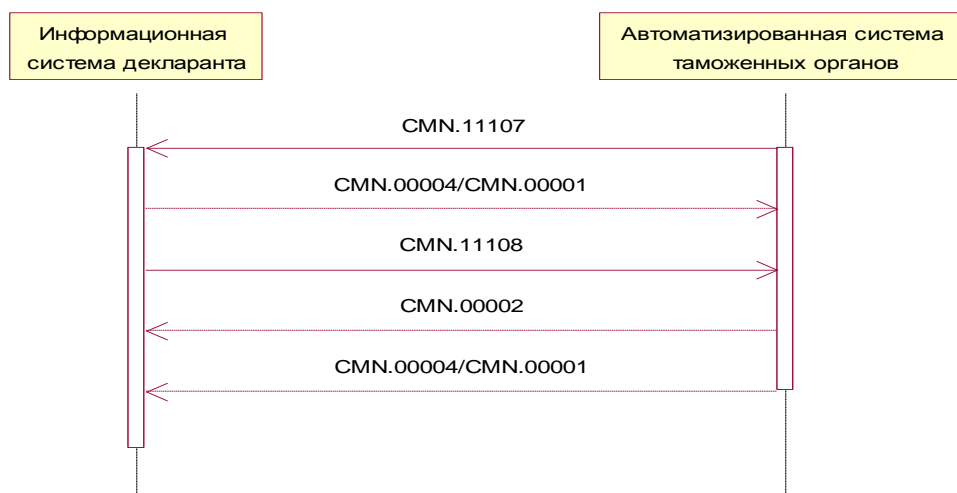 Информационная
система декларанта
Автоматизированная система
таможенных органов
CMN.11107
CMN.00004/CMN.00001
CMN.11108
CMN.00002
CMN.00004/CMN.00001